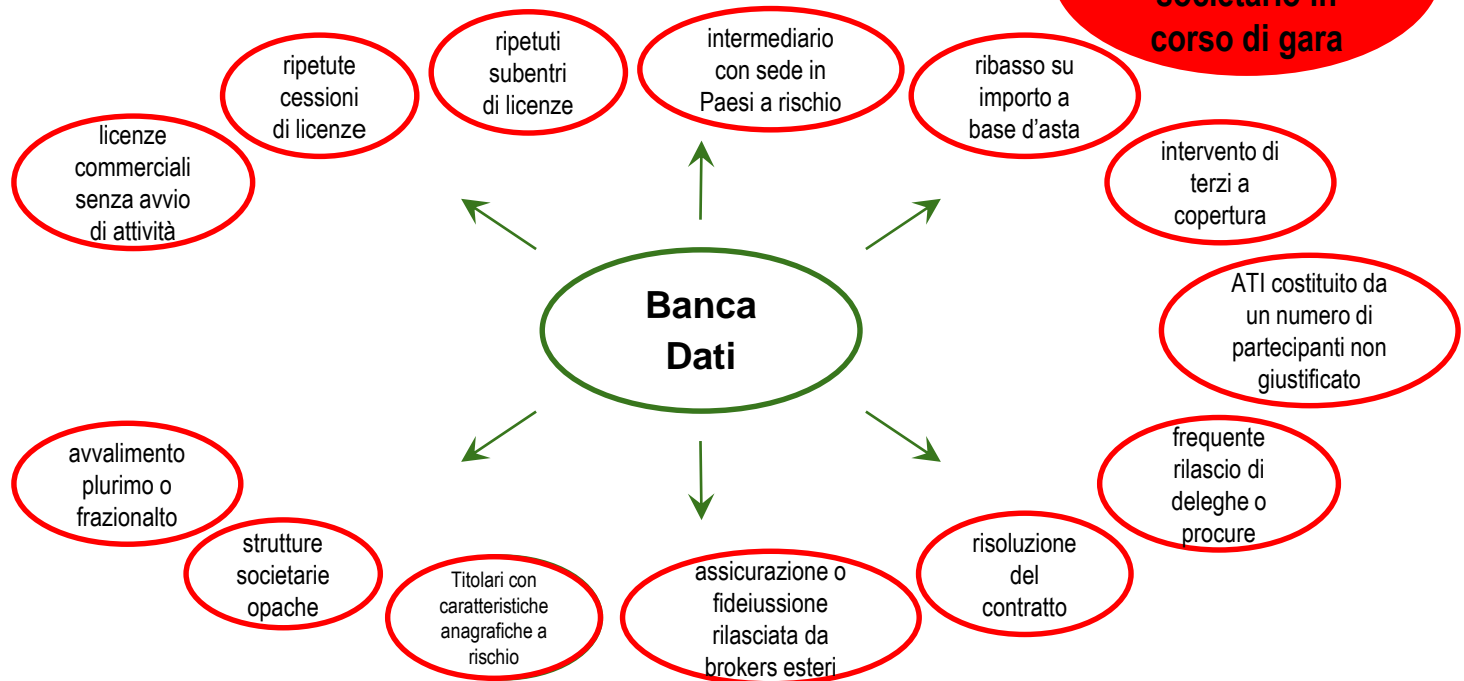 societario in
corso di gara
ripetuti
subentri
di licenze
intermediario
con sede in
Paesi a rischio
ripetute
cessioni
di licenze
ribasso su
importo a
base d'asta
licenze
commerciali
senza avvio
di attività
intervento di
terzi a
copertura
Banca
Dati
ATI costituito da
un numero di
partecipanti non
giustificato
avvalimento
plurimo o
frazionalto
frequente
rilascio di
deleghe o
procure
strutture
societarie
opache
Titolari con
caratteristiche
anagrafiche a
rischio
assicurazione o
fideiussione
rilasciata da
brokers esteri
risoluzione
del
contratto